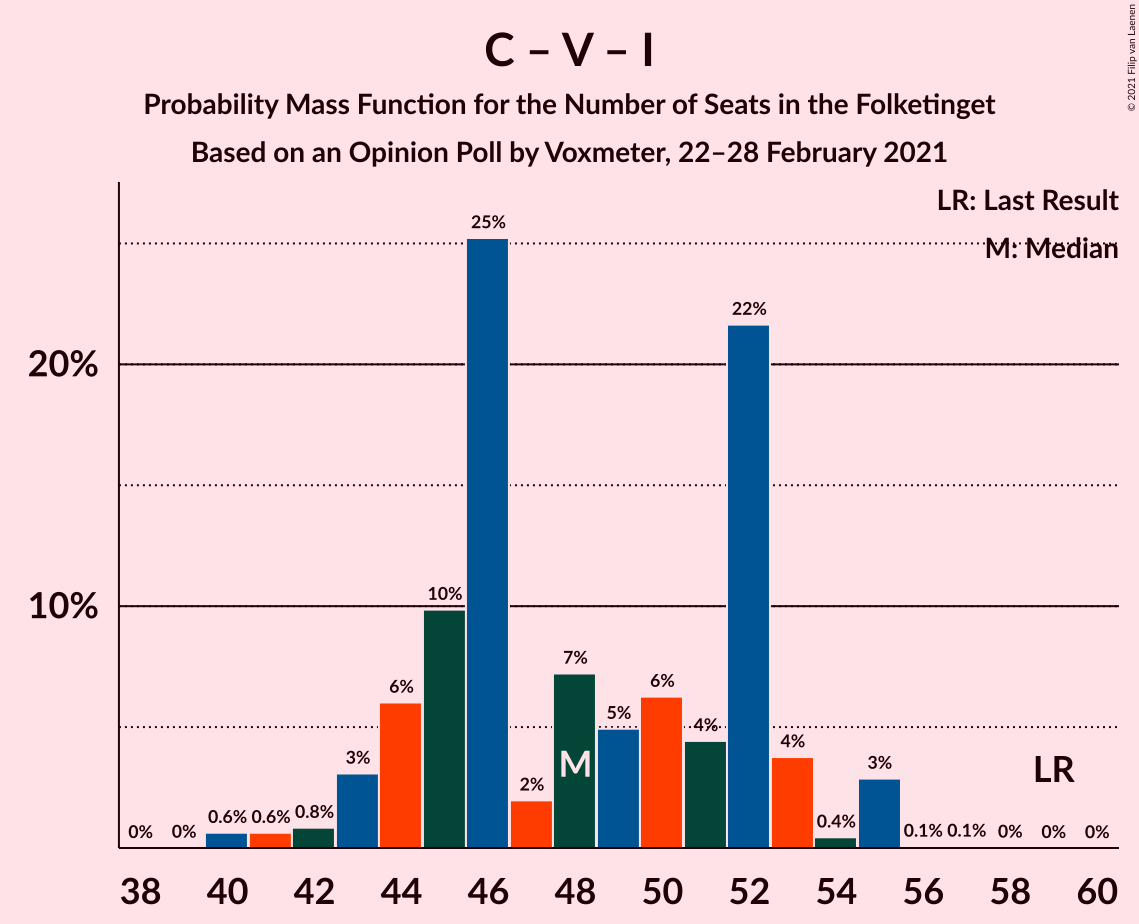 C – V – I
Probability Mass Function for the Number of Seats in the Folketinget
Based on an Opinion Poll by Voxmeter, 22–28 February 2021
© 2021 Filip van Laenen
LR: Last Result
M: Median
25%
22%
20%
10%
10%
7%
6%
6%
5%
4%
4%
3%
3%
2%
M
LR
0% 0% 0.6% 0.6% 0.8% 0.4% 0.1% 0.1% 0% 0% 0%
38 40 42 44 46 48 50 52 54 56 58 60